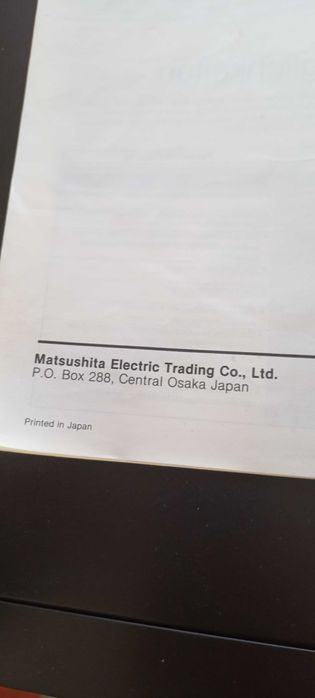 Matsushita Electric Trading Co., Ltd.
P.O. Box 288, Central Osaka Japan
Printed in Japan